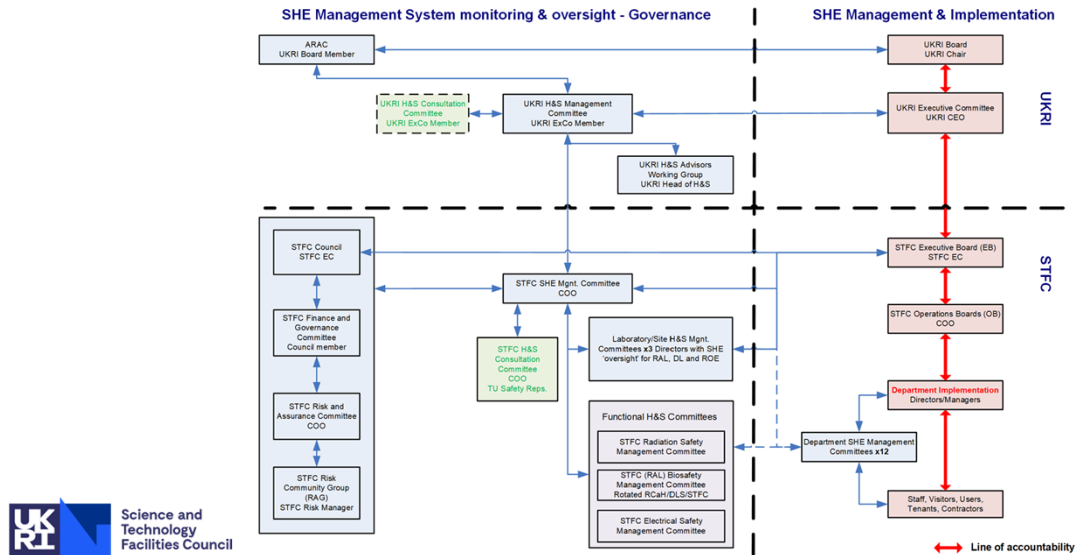 SHE Management System monitoring & oversight - Governance
SHE Management & Implementation
ARAC
UKRI Board Member
UKRI Board
UKRI Chair
UKRI H&S Consultation
Committee
UKRI ExCo Member
UKRI H&S Management
Committee
UKRI ExCo Member
UKRI Executive Committee
UKRI CEO
UKRI
UKRI H&S Advisors
Working Group
UKRI Head of H&S
STFC Council
STFC EC
STFC Executive Board (EB)
STFC EC
STFC
STFC SHE Mgnt. Committee
COO
STFC Finance and
Governance
Committee
Council member
STFC Operations Boards (OB)
COO
STFC H&S
Consultation
Committee
COO
TU Safety Reps.
Laboratory/Site H&S Mgnt.
Committees x3 Directors with SHE
'oversight' for RAL, DL and ROE
STFC Risk and
Assurance Committee
COO
Department Implementation
Directors/Managers
Functional H&S Committees
STFC Radiation Safety
Management Committee
Department SHE Management
Committees x12
STFC Risk
Community Group
(RAG)
STFC Risk Manager
STFC (RAL) Biosafety
Management Committee
Rotated RCaH/DLS/STFC
Staff, Visitors, Users,
Tenants, Contractors
STFC Electrical Safety
Management Committee
UK
RI
Science and
Technology
Facilities Council
Line of accountability